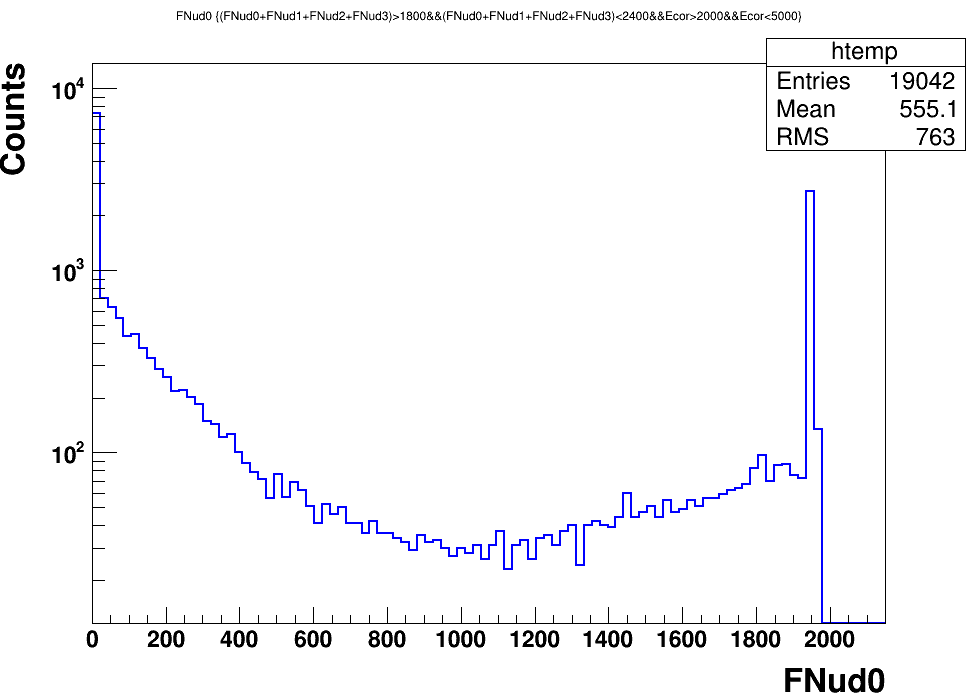 FNud0 {(FNud0+FNud1+FNud2+FNud3)>1800&&(FNud0+FNud1+FNud2+FNud3)<2400&&Ecor>2000&&Ecor<5000}
htemp
Entries 19042
Mean 555.1
RMS 763
Counts
10^4
10^3
10^2
0 200 400 600 800 1000 1200 1400 1600 1800 2000
FNud0